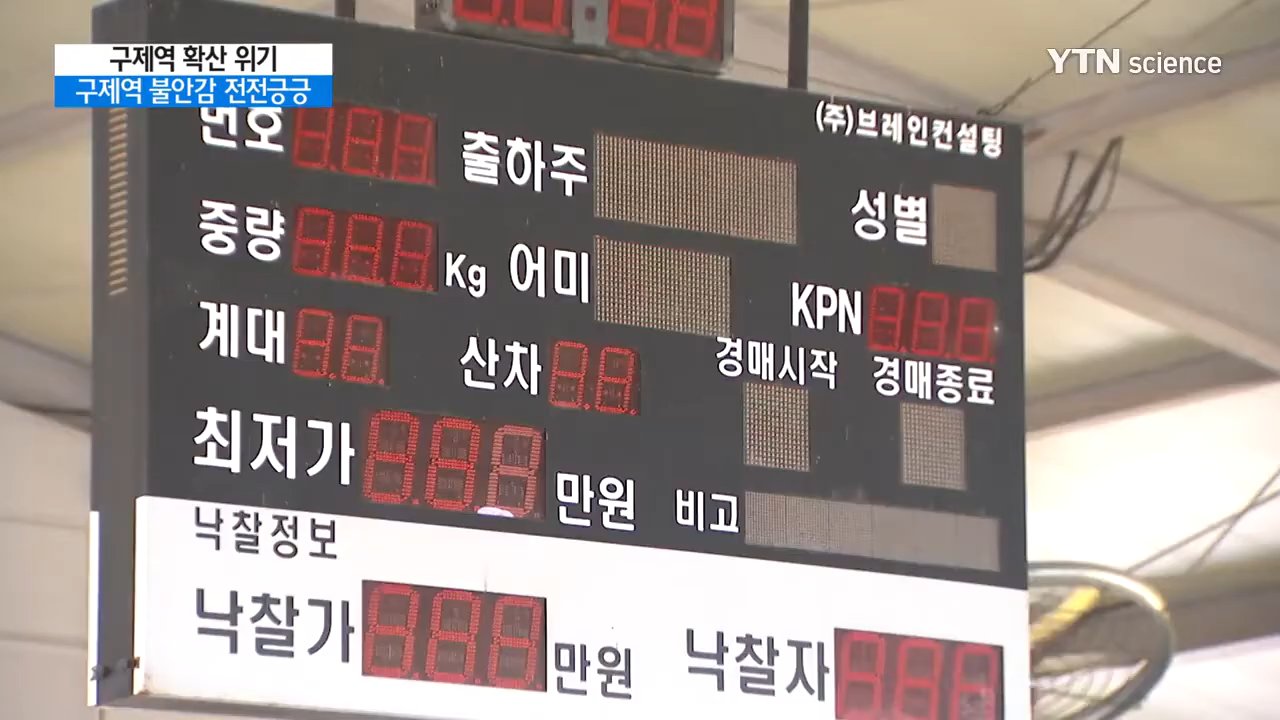 구제역 확산 위기
구제역 불안감 전전긍긍
YTN science
(주)브레인컨설팅
번호 출하주 성별
중량 Kg 어미 KPN
계대 산차 경매시작 경매종료
최저가 만원 비고
낙찰정보
낙찰가 만원 낙찰자